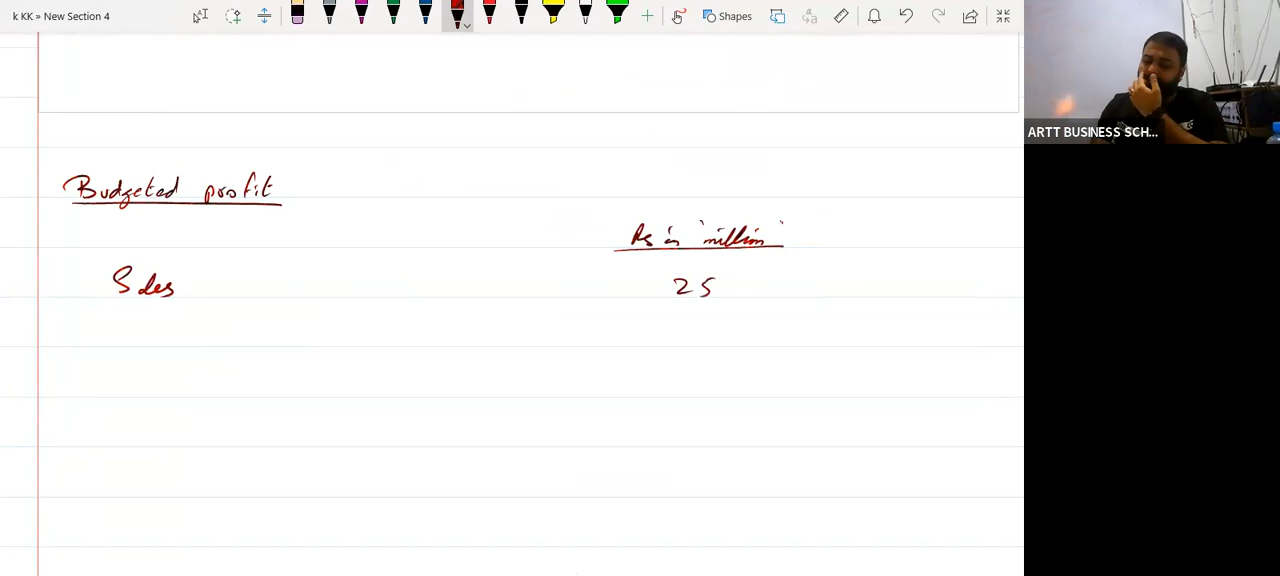 k KK » New Section 4
Shapes
ARTT BUSINESS SCH...
Budgeted profit
Rs in "million"
Sales 25